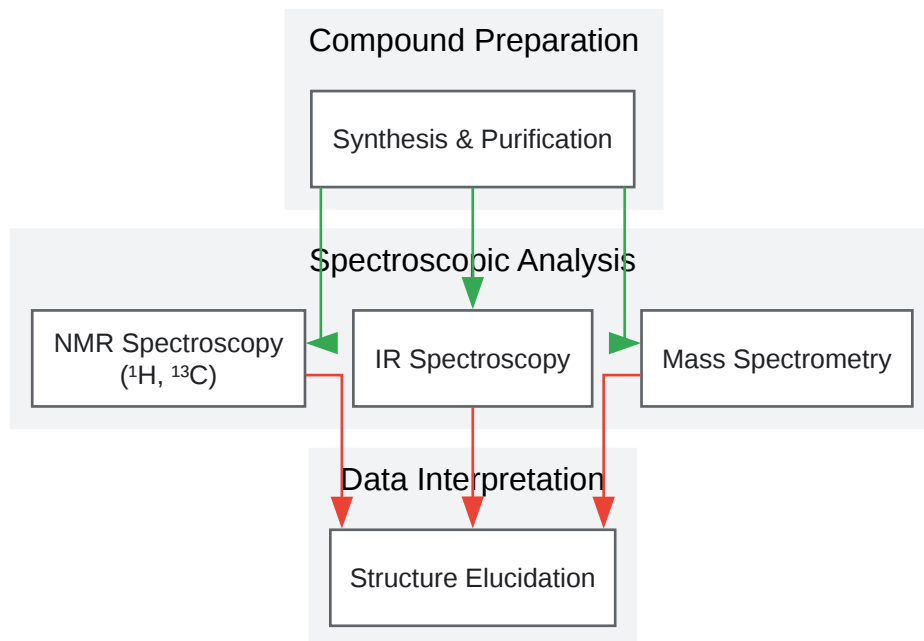 Compound Preparation
Synthesis & Purification
Spectroscopic Analysis
NMR Spectroscopy
(¹H, ¹³C)
IR Spectroscopy
Mass Spectrometry
Data Interpretation
Structure Elucidation